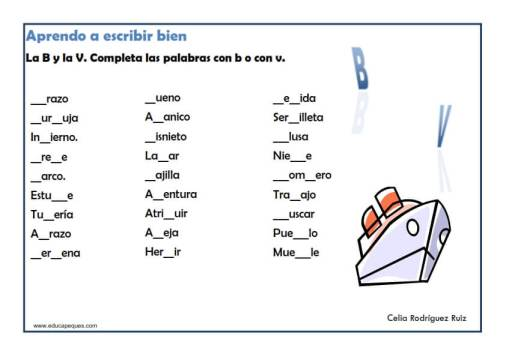 Aprendo a escribir bien
La B y la V. Completa las palabras con b o con v.
B
V
___razo
__ur__uja
In__ierno.
__re__e
__arco.
Estu___e
Tu__ería
A__razo
__er__ena
__ueno
A__anico
__isnieto
La__ar
__ajilla
A__entura
Atri__uir
A__eja
Her__ir
__e__ida
Ser__illeta
___lusa
Nie___e
___om__ero
Tra__ajo
___uscar
Pue___lo
Mue___le
Celia Rodríguez Ruiz
www.educapeques.com